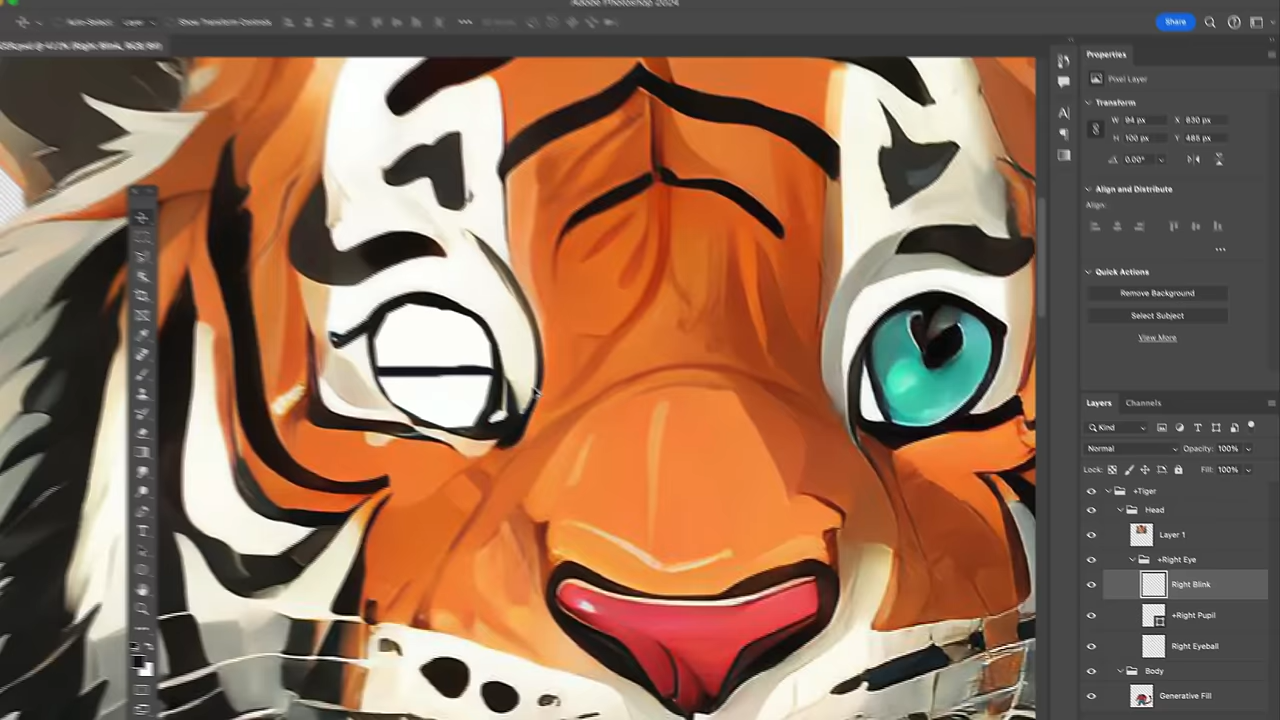 Adobe Photoshop 2024
Auto-Select: Layer Show Transform Controls
Share
Properties
Pixel Layer
Transform
W 94 px X 830 px
H 100 px Y 485 px
0.00°
Align and Distribute
Align:
Quick Actions
Remove Background
Select Subject
View More
Layers Channels
Kind
Normal Opacity: 100%
Lock: Fill: 100%
+Tiger
Head
Layer 1
+Right Eye
Right Blink
+Right Pupil
Right Eyeball
Body
Generative Fill